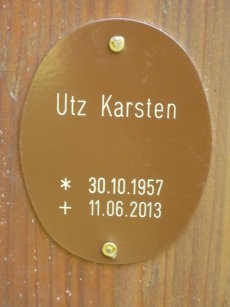 Utz Karsten
* 30.10.1957
+ 11.06.2013